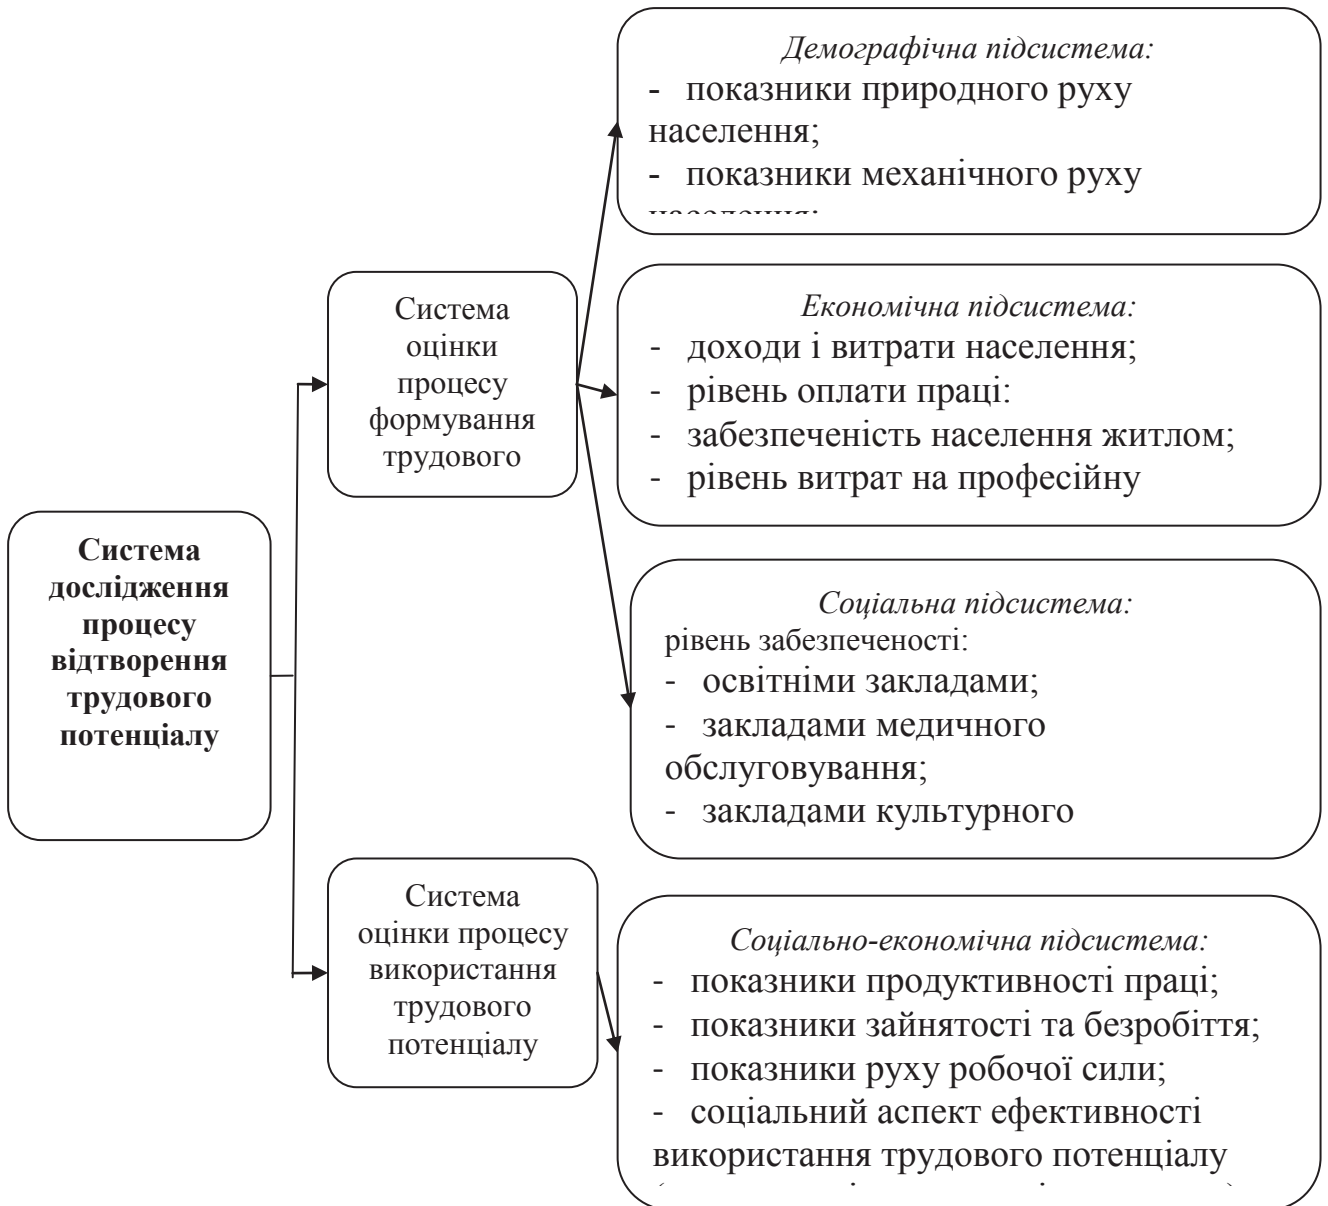 Демографічна підсистема:
- показники природного руху
населення;
- показники механічного руху
населення;
Система
оцінки
процесу
формування
трудового
Економічна підсистема:
- доходи і витрати населення;
- рівень оплати праці:
- забезпеченість населення житлом;
- рівень витрат на професійну
Система
дослідження
процесу
відтворення
трудового
потенціалу
Соціальна підсистема:
рівень забезпеченості:
- освітніми закладами;
- закладами медичного
обслуговування;
- закладами культурного
Система
оцінки процесу
використання
трудового
потенціалу
Соціально-економічна підсистема:
- показники продуктивності праці;
- показники зайнятості та безробіття;
- показники руху робочої сили;
- соціальний аспект ефективності
використання трудового потенціалу